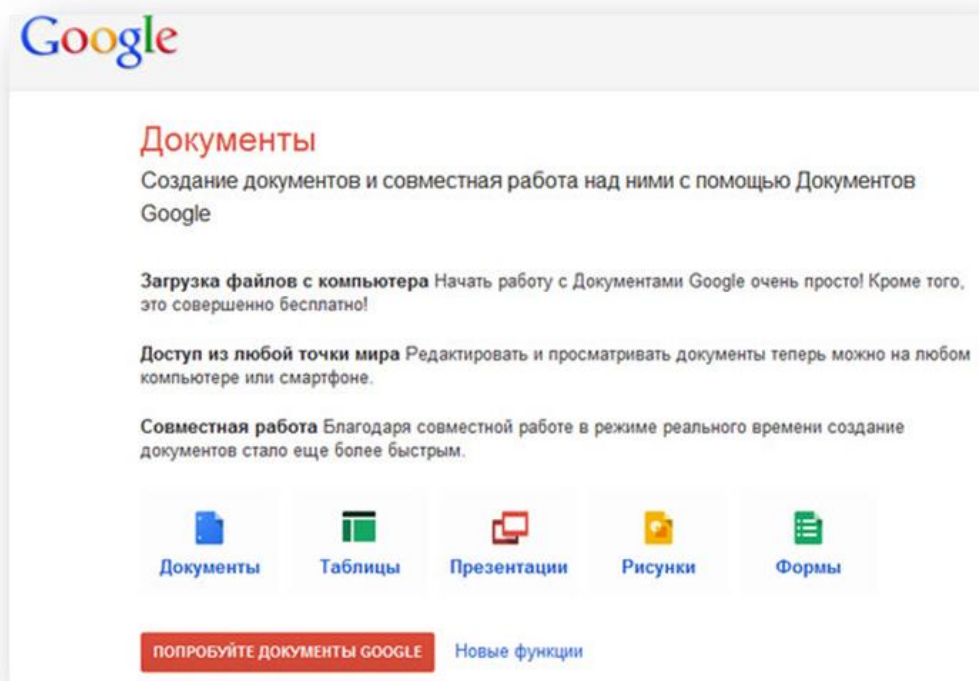 Google
Документы
Создание документов и совместная работа над ними с помощью Документов
Google
Загрузка файлов с компьютера Начать работу с Документами Google очень просто! Кроме того,
это совершенно бесплатно!
Доступ из любой точки мира Редактировать и просматривать документы теперь можно на любом
компьютере или смартфоне.
Совместная работа Благодаря совместной работе в режиме реального времени создание
документов стало еще более быстрым.
Документы Таблицы Презентации Рисунки Формы
ПОПРОБУЙТЕ ДОКУМЕНТЫ GOOGLE Новые функции